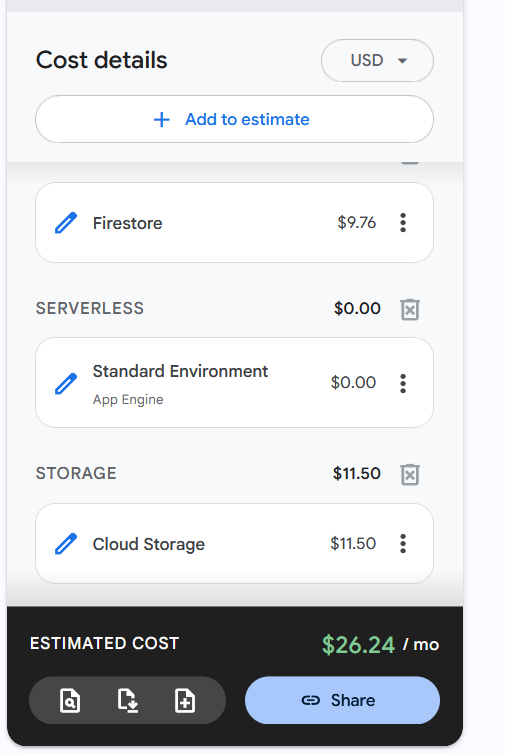 Cost details
USD
Add to estimate
Firestore
$9.76
SERVERLESS
$0.00
Standard Environment
App Engine
$0.00
STORAGE
$11.50
Cloud Storage
$11.50
ESTIMATED COST
$26.24 / mo
Share